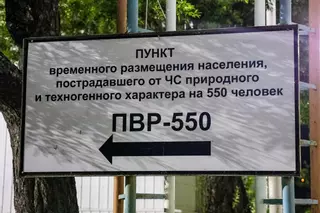 ПУНКТ
временного размещения населения,
пострадавшего от ЧС природного
и техногенного характера на 550 человек
ПВР-550